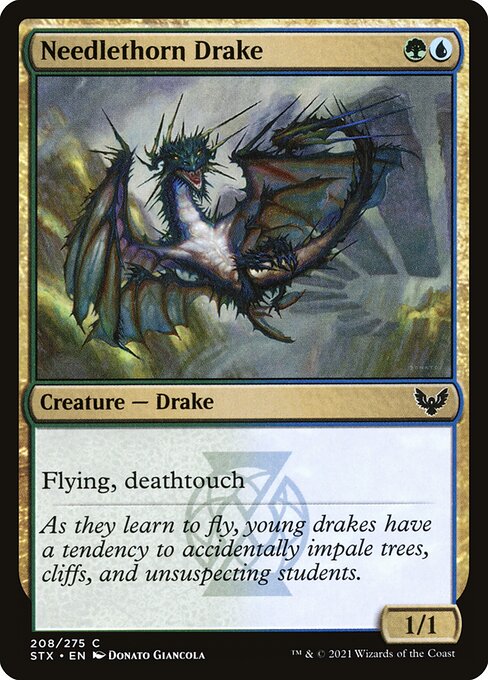 Needlethorn Drake
Creature — Drake
Flying, deathtouch
As they learn to fly, young drakes have
a tendency to accidentally impale trees,
cliffs, and unsuspecting students.
1/1
208/275 C
STX • EN Donato Giancola
™ & © 2021 Wizards of the Coast